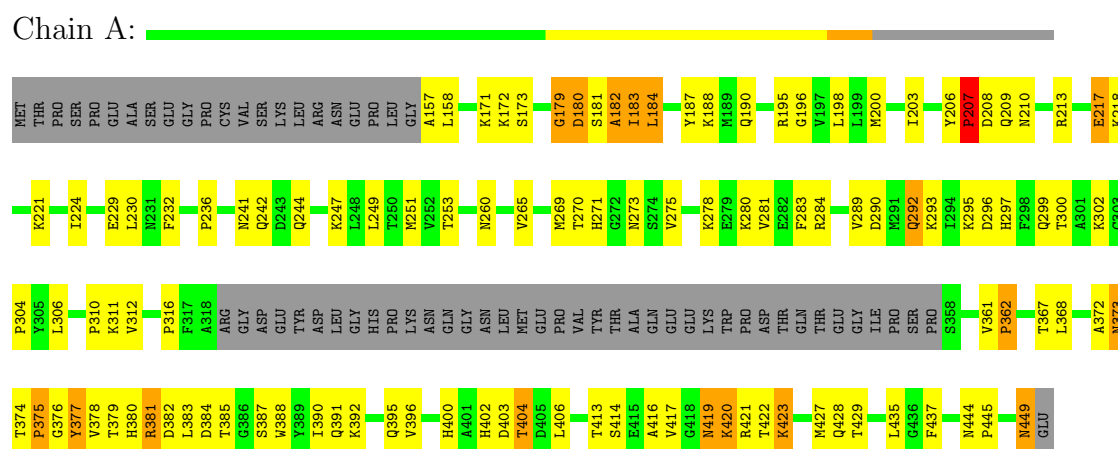 Chain A:
MET THR PRO SER PRO PRO GLU ALA SER GLU GLU GLY PRO CYS VAL SER LYS LEU ARG ASN GLU PRO LEU GLY A157 L158 K171 K172 S173 G179 D180 S181 A182 I183 L184 Y187 K188 M189 Q190 R195 G196 V197 L198 L199 M200 I203 Y206 P207 D208 Q209 N210 R213 E217 K218
K221 I224 E229 L230 N231 F232 P236 N241 Q242 D243 Q244 K247 L248 L249 T250 M251 V252 T253 N260 V265 M269 T270 H271 G272 N273 S274 V275 K278 E279 K280 V281 E282 F283 R284 V289 D290 M291 Q292 K293 I294 K295 D296 H297 F298 Q299 T300 A301 K302
P304 Y305 L306 P310 K311 V312 P316 F317 A318 ARG GLY ASP GLU TYR ASP LEU GLY HIS PRO LYS ASN GLN GLY ASN LEU MET GLU PRO VAL TYR THR ALA GLN GLU GLU LYS TRP PRO ASP THR GLN THR GLU GLY ILE PRO SER PRO S358 V361 P362 T367 L368 A372 N373
T374 P375 G376 Y377 V378 T379 H380 R381 D382 L383 D384 T385 G386 S387 W388 Y389 I390 Q391 K392 Q395 V396 H400 A401 H402 D403 T404 D405 L406 T413 S414 E415 A416 V417 G418 N419 K420 R421 T422 K423 M427 Q428 T429 L435 G436 F437 N444 P445 N449 GLU